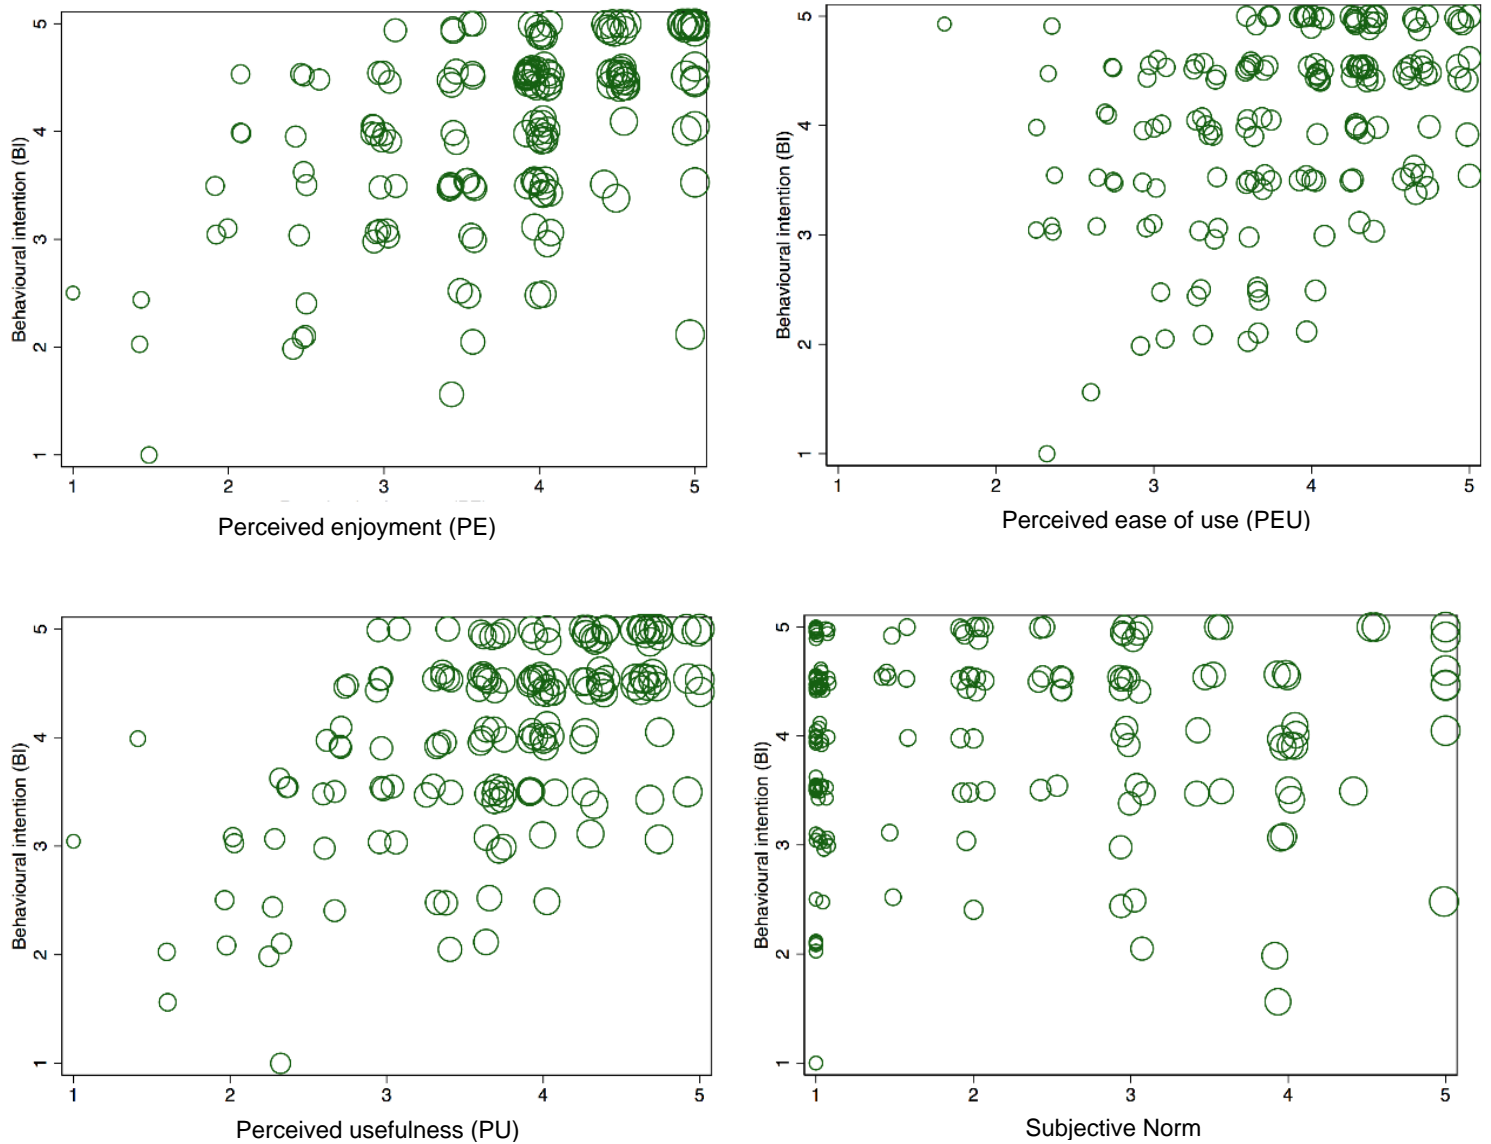 5
4
3
2
1
Behavioural intention (BI)
1 2 3 4 5
Perceived enjoyment (PE)
5
4
3
2
1
Behavioural intention (BI)
1 2 3 4 5
Perceived ease of use (PEU)
5
4
3
2
1
Behavioural intention (BI)
1 2 3 4 5
Perceived usefulness (PU)
5
4
3
2
1
Behavioural intention (BI)
1 2 3 4 5
Subjective Norm